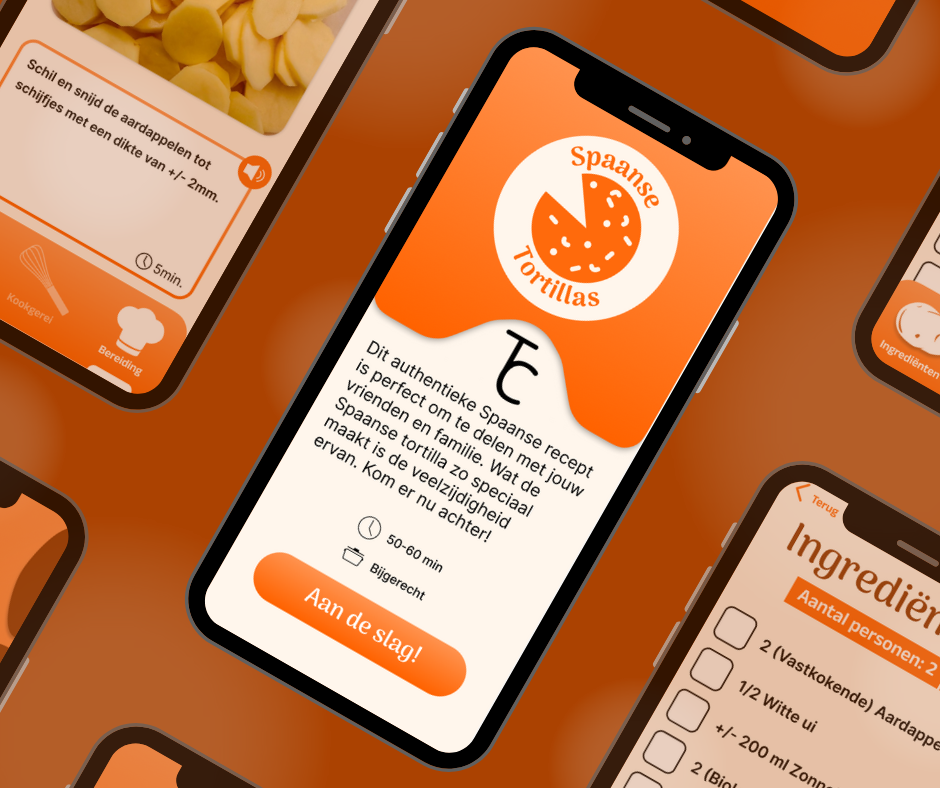 Schil en snijd de aardappelen tot
schijfjes met een dikte van +/- 2mm.
5min.
Kookgerei
Bereiding
Spaanse
Tortillas
TC
Dit authentieke Spaanse recept
is perfect om te delen met jouw
vrienden en familie. Wat de
Spaanse tortilla zo speciaal
maakt is de veelzijdigheid
ervan. Kom er nu achter!
50-60 min
Bijgerecht
Aan de slag!
Ingrediënten
Terug
Ingrediën
Aantal personen: 2
2 (Vastkokende) Aardappe
1/2 Witte ui
+/- 200 ml Zonne
2 (Biol